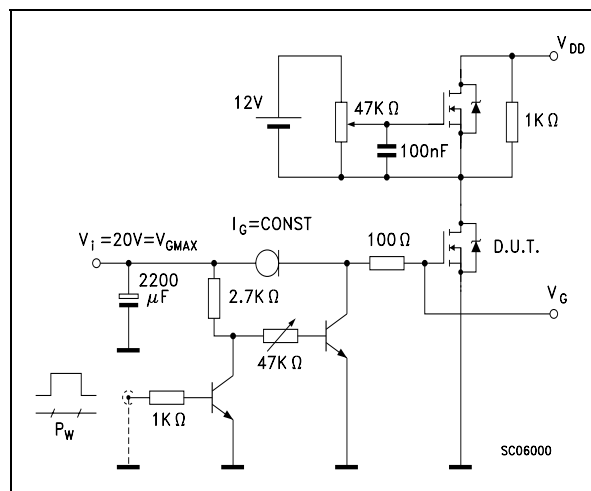 V_DD
12V
47K Ω
1K Ω
100nF
I_G=CONST
V_i =20V=V_GMAX
100 Ω
D.U.T.
2200
μF
2.7K Ω
V_G
47K Ω
1K Ω
P_W
SC06000